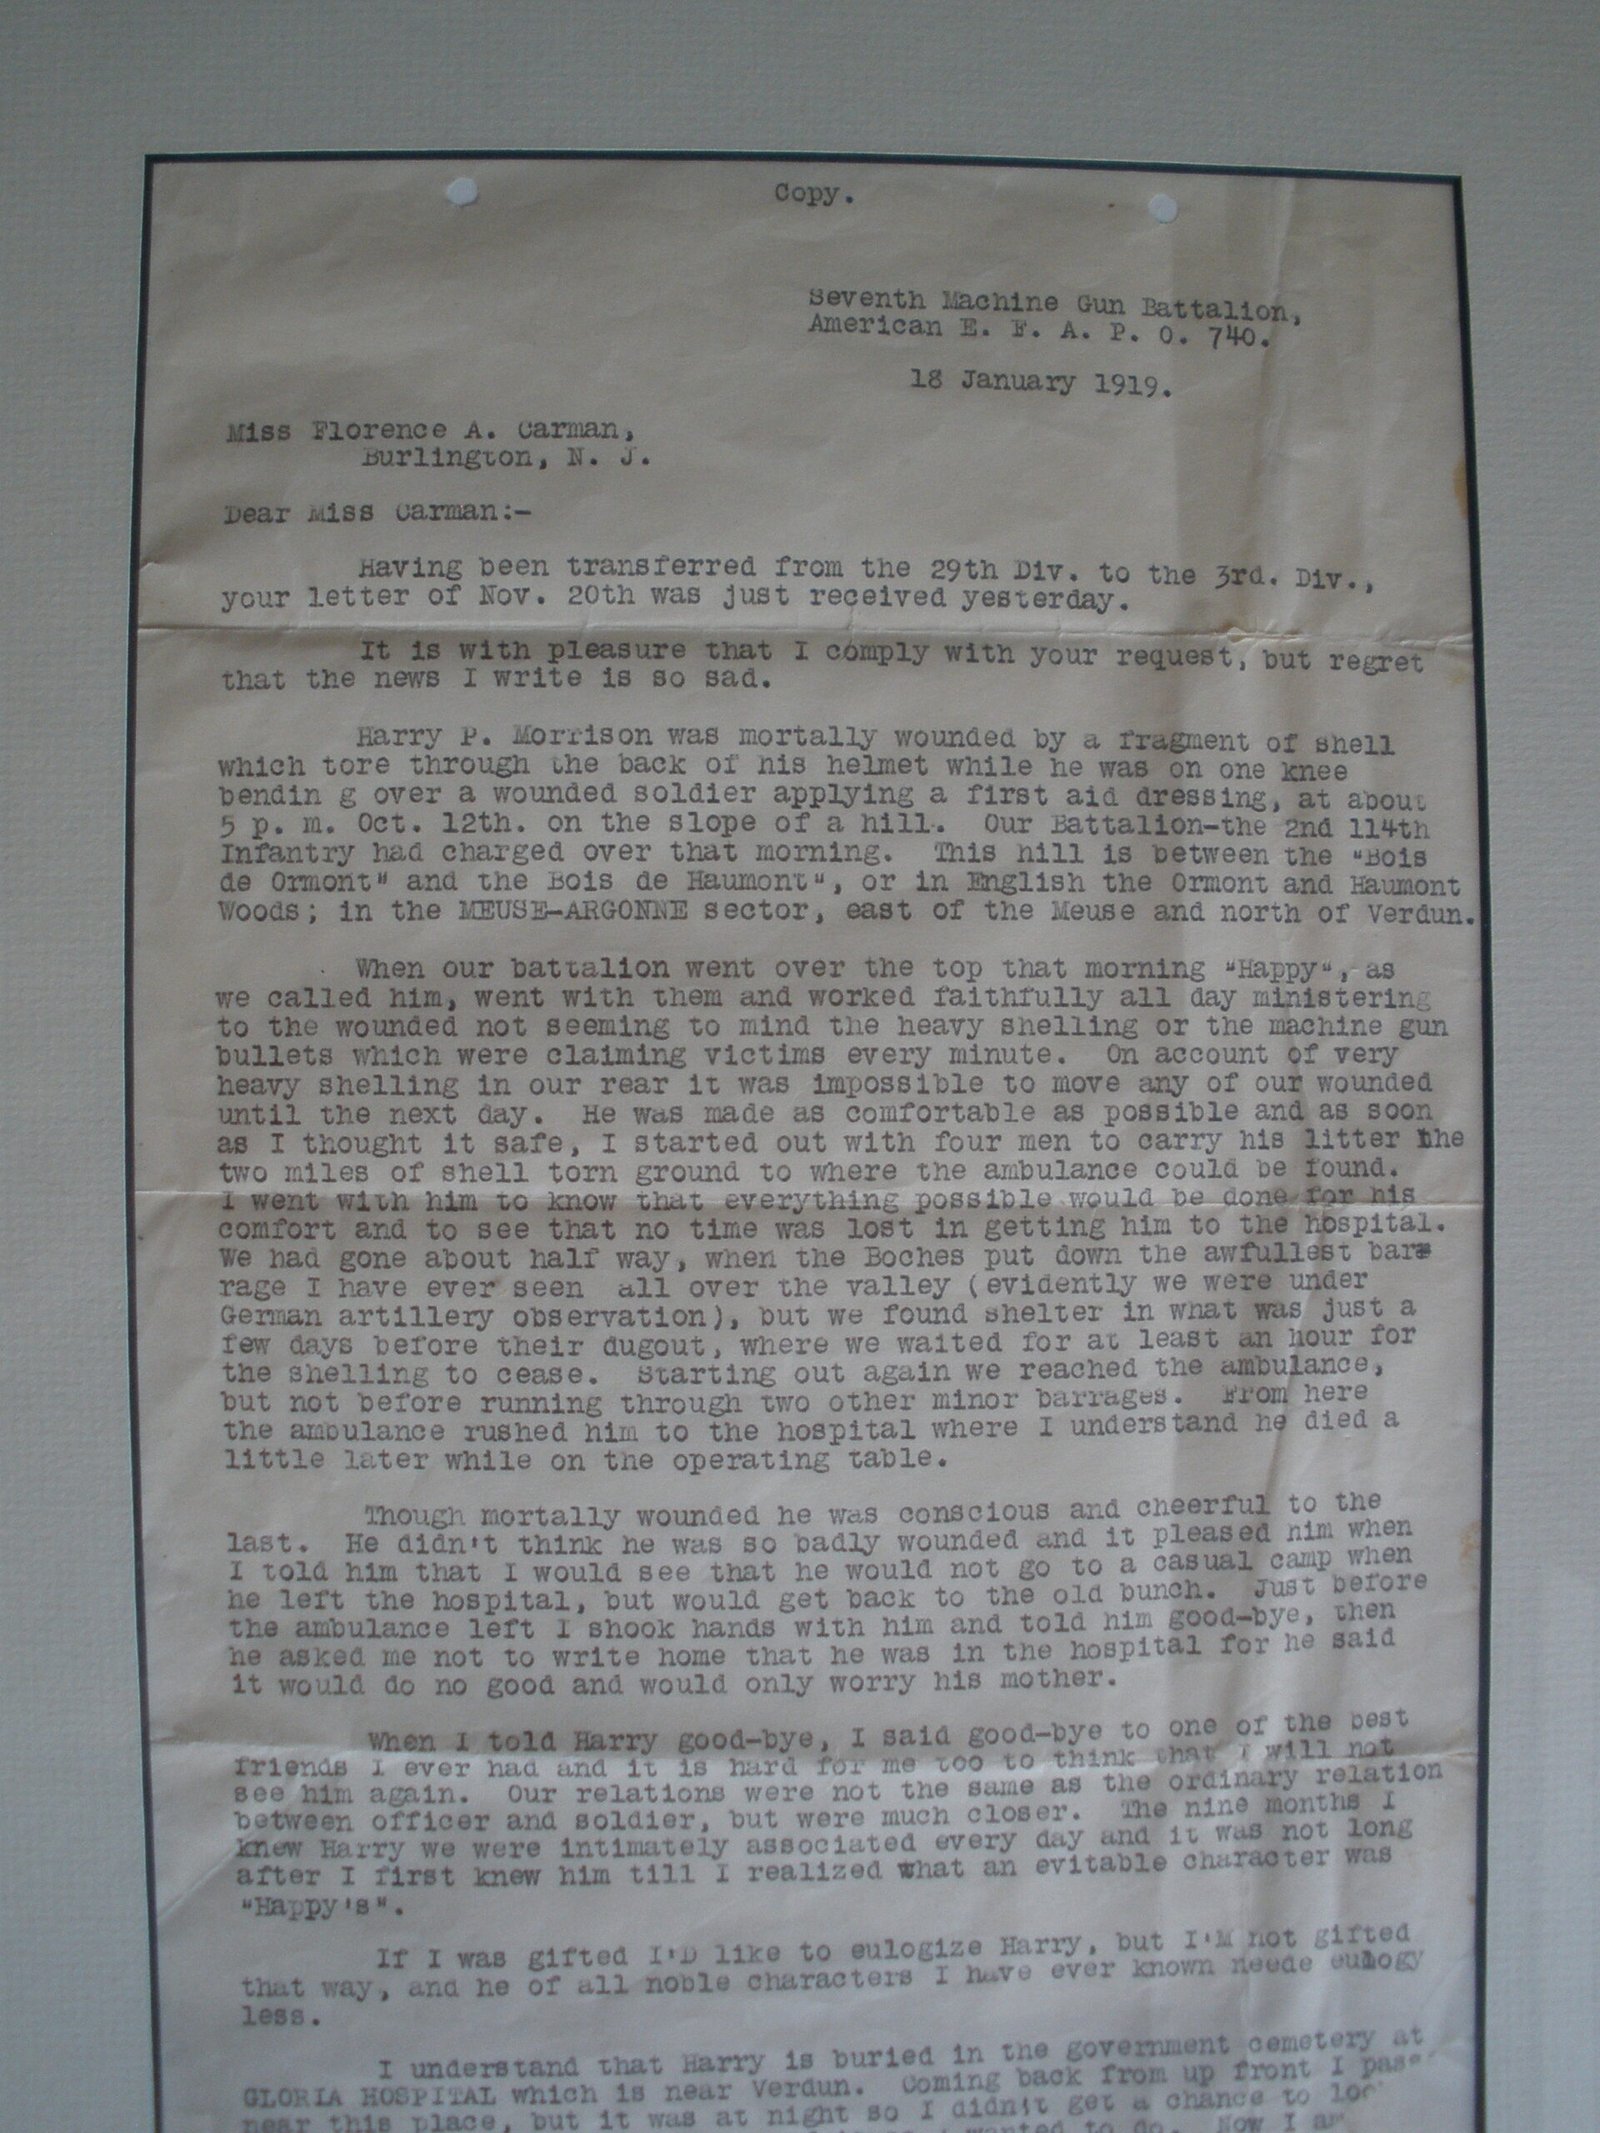 Copy.
Seventh Machine Gun Battalion,
American E. F. A. P. O. 740.
18 January 1919.
Miss Florence A. Carman,
Burlington, N. J.
Dear Miss Carman:-
Having been transferred from the 29th Div. to the 3rd. Div.,
your letter of Nov. 20th was just received yesterday.
It is with pleasure that I comply with your request, but regret
that the news I write is so sad.
Harry P. Morrison was mortally wounded by a fragment of shell
which tore through the back of his helmet while he was on one knee
bendin g over a wounded soldier applying a first aid dressing, at about
5 p. m. Oct. 12th. on the slope of a hill. Our Battalion-the 2nd 114th
Infantry had charged over that morning. This hill is between the "Bois
de Ormont" and the Bois de Haumont", or in English the Ormont and Haumont
Woods; in the MEUSE-ARGONNE sector, east of the Meuse and north of Verdun.
When our battalion went over the top that morning "Happy", as
we called him, went with them and worked faithfully all day ministering
to the wounded not seeming to mind the heavy shelling or the machine gun
bullets which were claiming victims every minute. On account of very
heavy shelling in our rear it was impossible to move any of our wounded
until the next day. He was made as comfortable as possible and as soon
as I thought it safe, I started out with four men to carry his litter the
two miles of shell torn ground to where the ambulance could be found.
I went with him to know that everything possible would be done for his
comfort and to see that no time was lost in getting him to the hospital.
We had gone about half way, when the Boches put down the awfullest bar-
rage I have ever seen all over the valley (evidently we were under
German artillery observation), but we found shelter in what was just a
few days before their dugout, where we waited for at least an hour for
the shelling to cease. Starting out again we reached the ambulance,
but not before running through two other minor barrages. From here
the ambulance rushed him to the hospital where I understand he died a
little later while on the operating table.
Though mortally wounded he was conscious and cheerful to the
last. He didn't think he was so badly wounded and it pleased him when
I told him that I would see that he would not go to a casual camp when
he left the hospital, but would get back to the old bunch. Just before
the ambulance left I shook hands with him and told him good-bye, then
he asked me not to write home that he was in the hospital for he said
it would do no good and would only worry his mother.
When I told Harry good-bye, I said good-bye to one of the best
friends I ever had and it is hard for me too to think that I will not
see him again. Our relations were not the same as the ordinary relation
between officer and soldier, but were much closer. The nine months I
knew Harry we were intimately associated every day and it was not long
after I first knew him till I realized what an evitable character was
"Happy's".
If I was gifted I'D like to eulogize Harry, but I'M not gifted
that way, and he of all noble characters I have ever known neede eulogy
less.
I understand that Harry is buried in the government cemetery at
GLORIA HOSPITAL which is near Verdun. Coming back from up front I
near this place, but it was at night so I didn't get a chance to
wanted to do. Now I